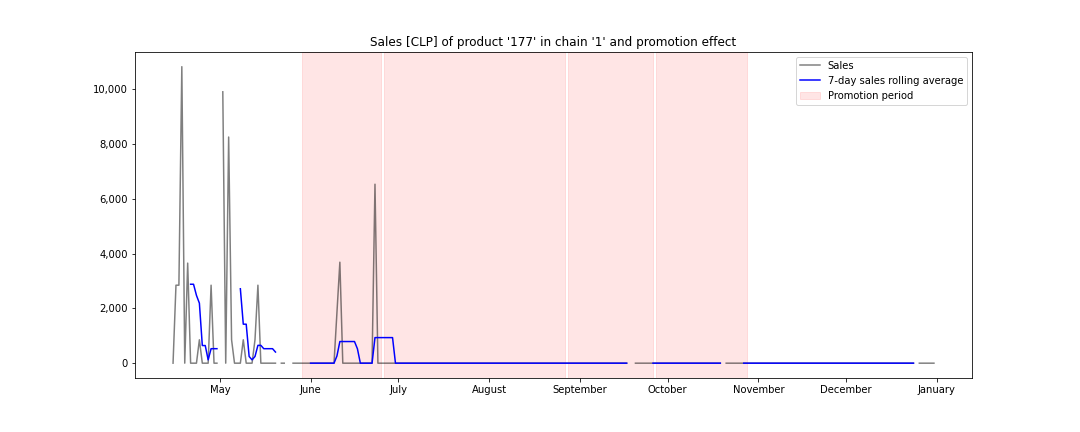 Sales [CLP] of product '177' in chain '1' and promotion effect
Sales
7-day sales rolling average
Promotion period
10,000
8,000
6,000
4,000
2,000
0
May June July August September October November December January